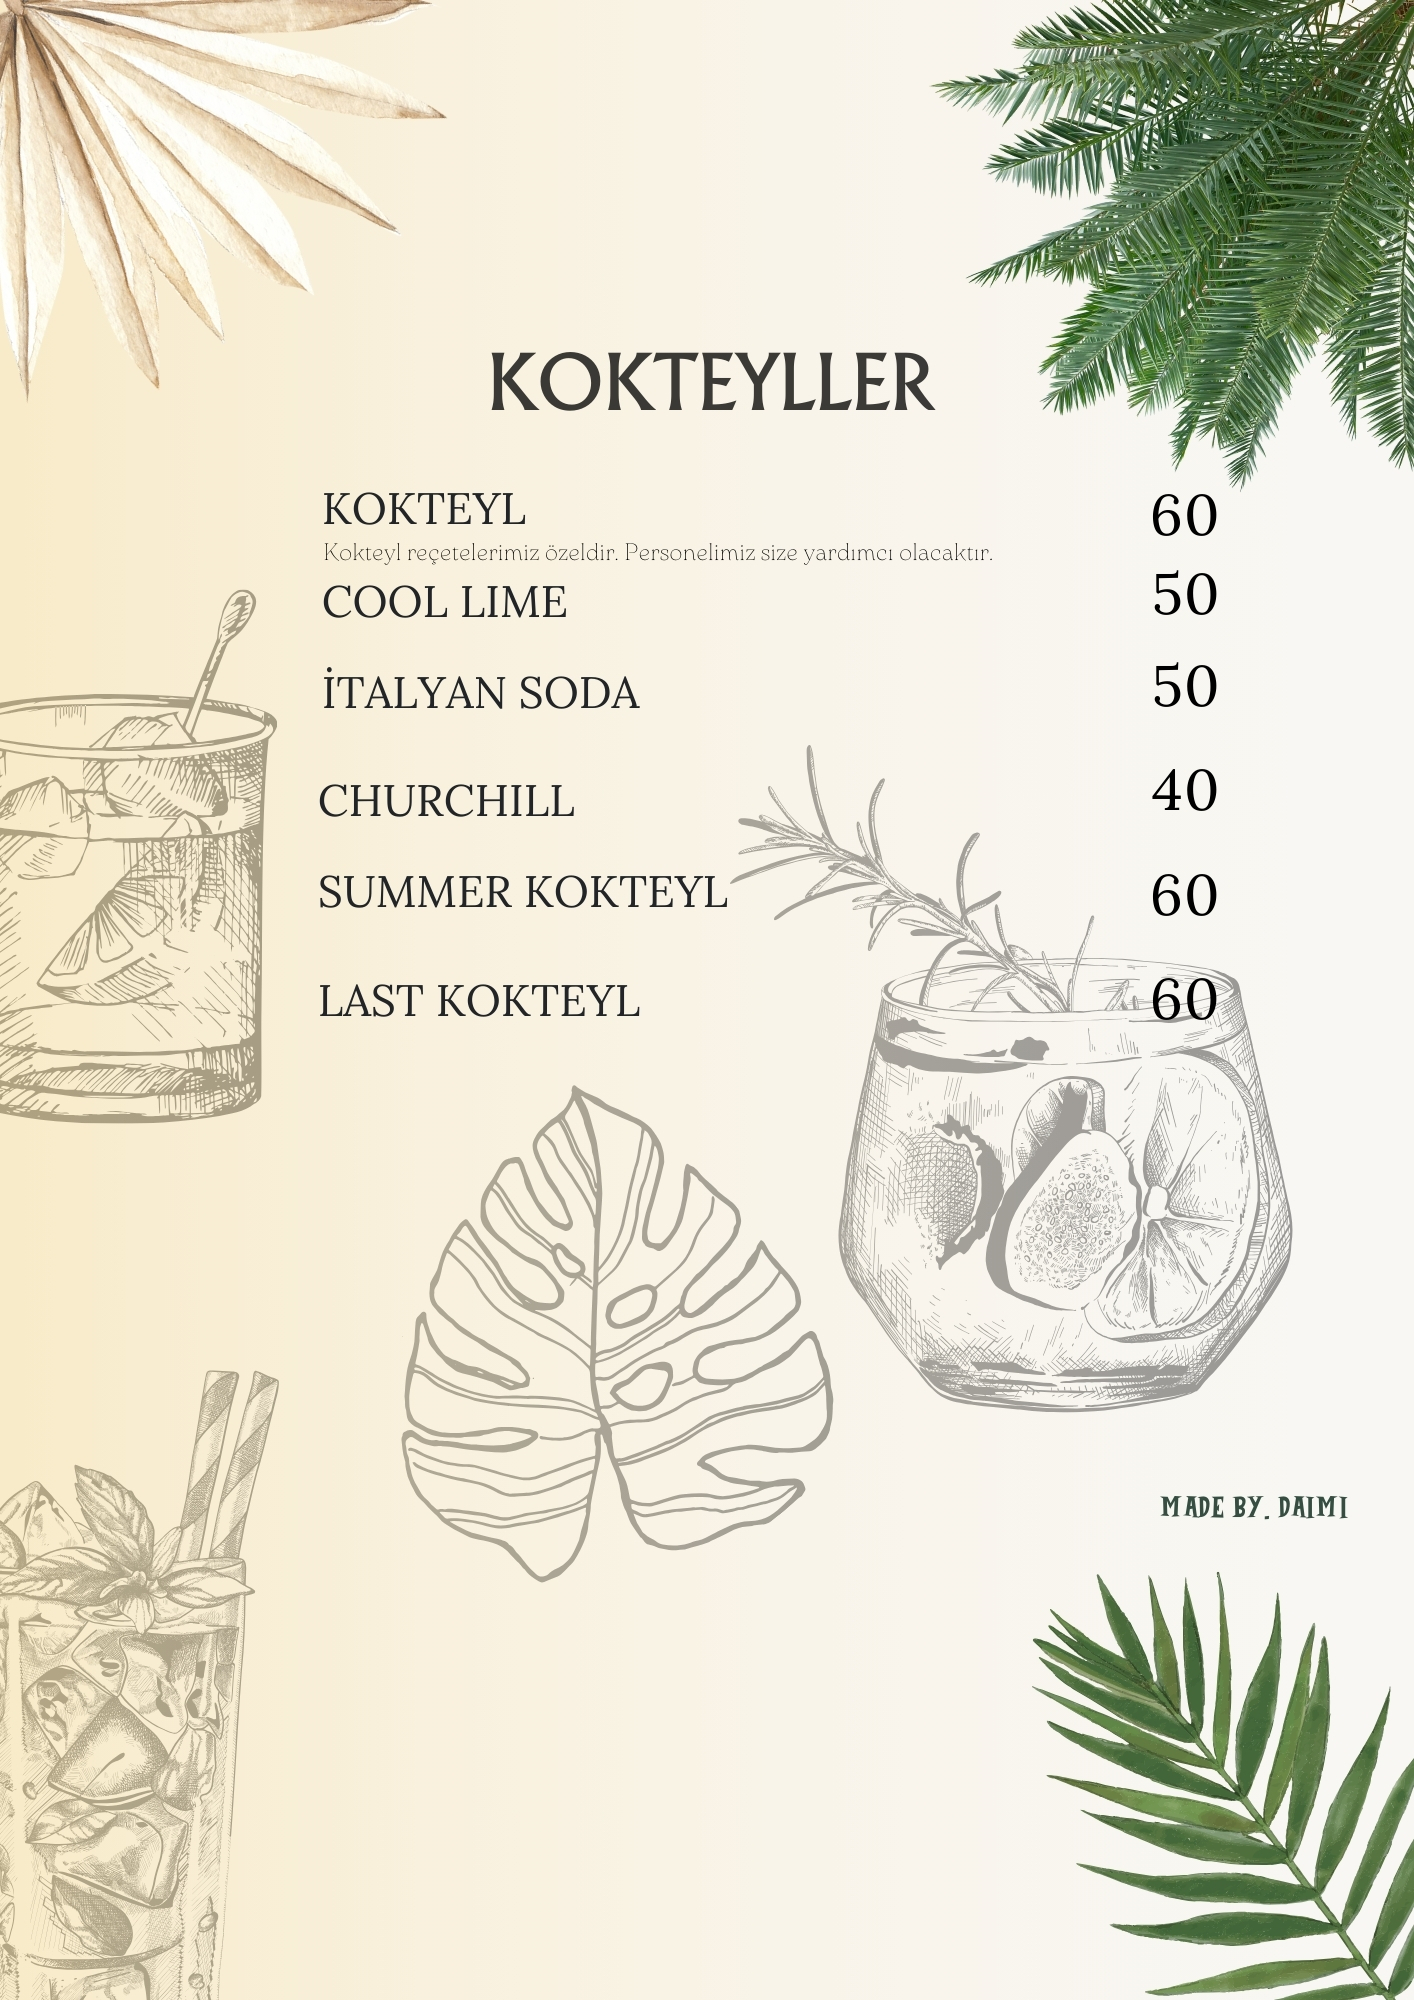 KOKTEYLLER
KOKTEYL 60
Kokteyl reçetelerimiz özeldir. Personelimiz size yardımcı olacaktır.
COOL LIME 50
İTALYAN SODA 50
CHURCHILL 40
SUMMER KOKTEYL 60
LAST KOKTEYL 60
MADE BY. DAIMI